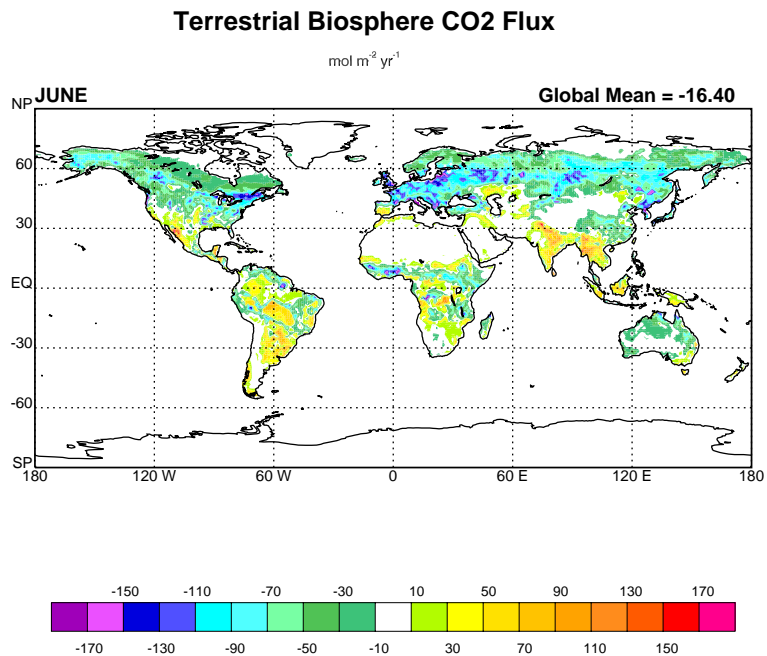 Terrestrial Biosphere CO2 Flux
mol m-2 yr-1
JUNE Global Mean = -16.40
NP
60
30
EQ
-30
-60
SP
180 120 W 60 W 0 60 E 120 E 180
-150 -110 -70 -30 10 50 90 130 170
-170 -130 -90 -50 -10 30 70 110 150